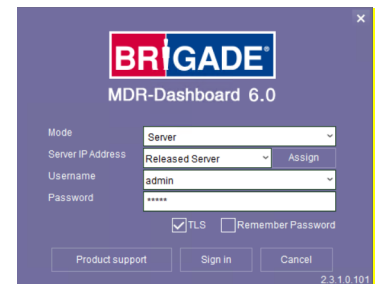 BRIGADE®
MDR-Dashboard 6.0
Mode Server
Server IP Address Released Server Assign
Username admin
Password *****
TLS Remember Password
Product support Sign in Cancel
2.3.1.0.101